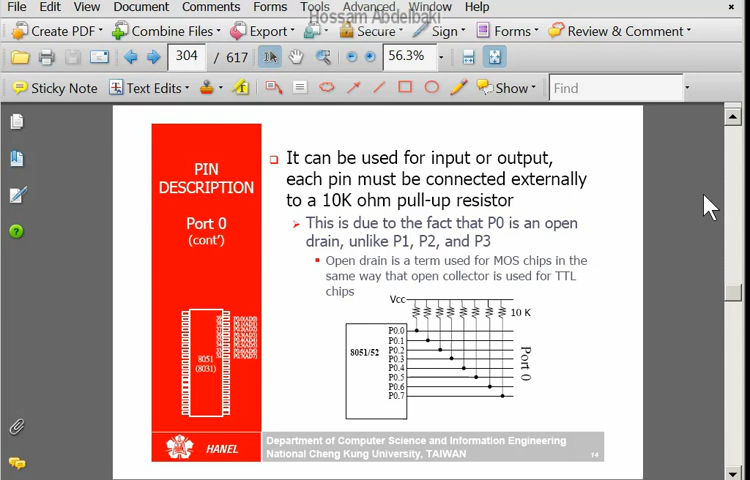 File Edit View Document Comments Forms Tools Advanced Window Help
Hossam Abdelbaki
Create PDF Combine Files Export Secure Sign Forms Review & Comment
304 / 617 56.3%
Sticky Note Text Edits Show Find
PIN
DESCRIPTION
Port 0
(cont')
It can be used for input or output,
each pin must be connected externally
to a 10K ohm pull-up resistor
This is due to the fact that P0 is an open
drain, unlike P1, P2, and P3
Open drain is a term used for MOS chips in the
same way that open collector is used for TTL
chips
Vcc
10 K
8051/52
P0.0
P0.1
P0.2
P0.3
P0.4
P0.5
P0.6
P0.7
Port 0
8051
(8031)
HANEL
Department of Computer Science and Information Engineering
National Cheng Kung University, TAIWAN
14